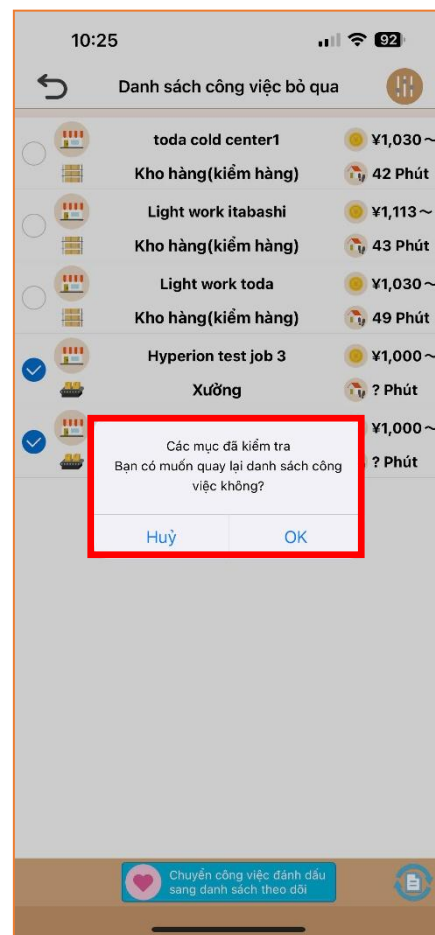 10:25
92
Danh sách công việc bỏ qua
toda cold center1
¥1,030~
Kho hàng(kiểm hàng)
42 Phút
Light work itabashi
¥1,113~
Kho hàng(kiểm hàng)
43 Phút
Light work toda
¥1,030~
Kho hàng(kiểm hàng)
49 Phút
Hyperion test job 3
¥1,000~
Xưởng
? Phút
¥1,000~
? Phút
Các mục đã kiểm tra
Bạn có muốn quay lại danh sách công
việc không?
Huỷ
OK
Chuyển công việc đánh dấu
sang danh sách theo dõi